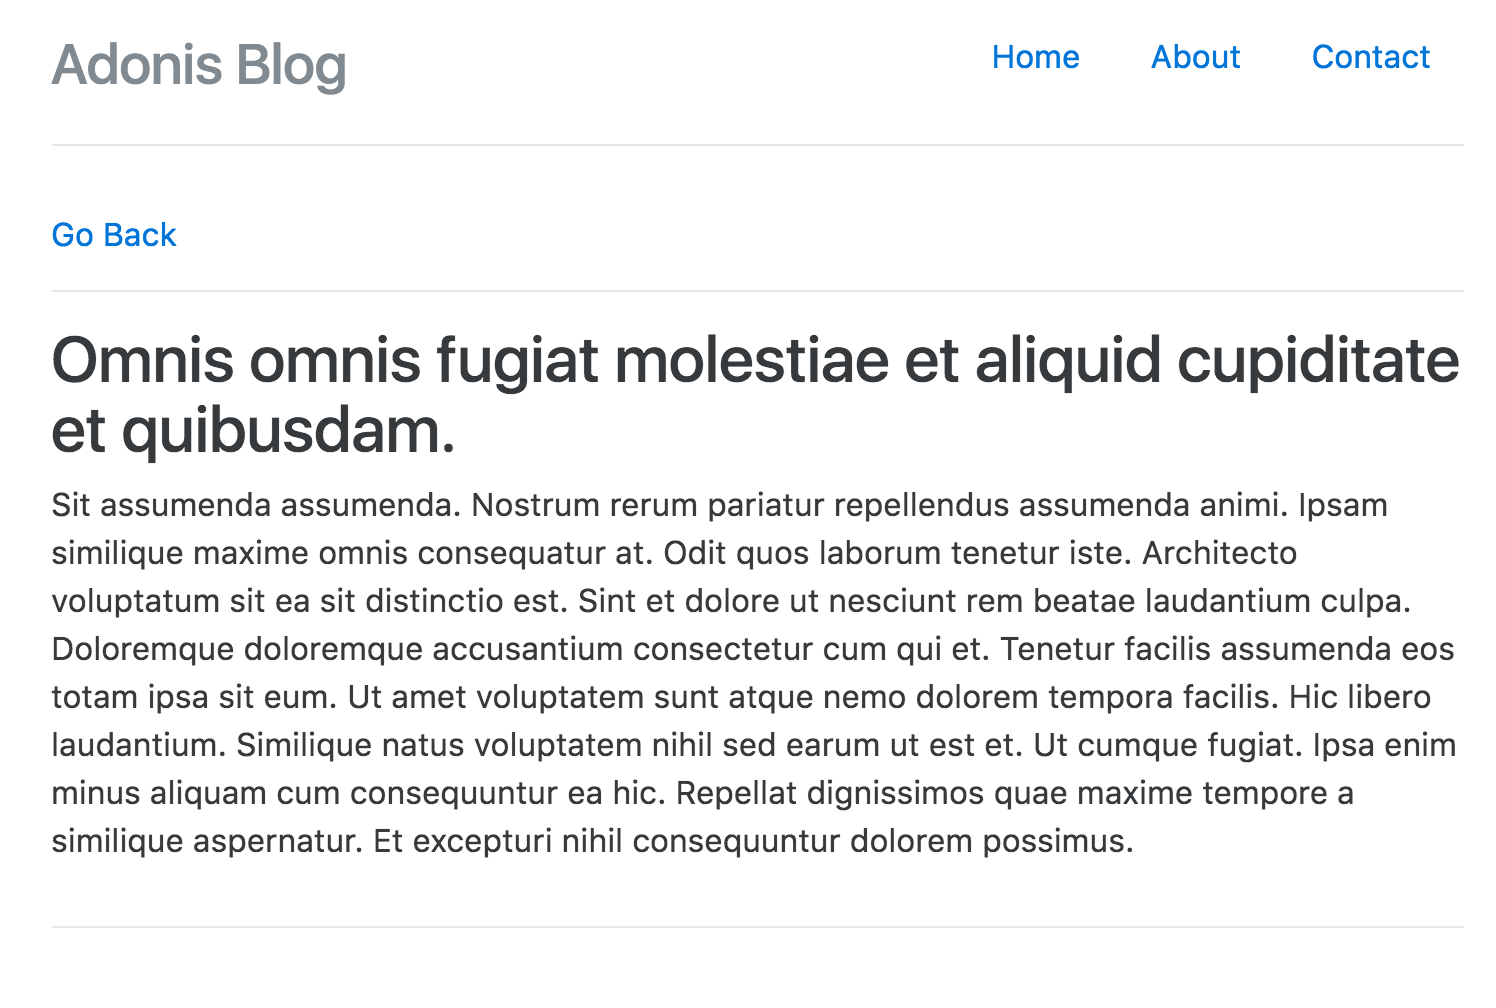 Adonis Blog
Home About Contact
Go Back
Omnis omnis fugiat molestiae et aliquid cupiditate
et quibusdam.
Sit assumenda assumenda. Nostrum rerum pariatur repellendus assumenda animi. Ipsam
similique maxime omnis consequatur at. Odit quos laborum tenetur iste. Architecto
voluptatum sit ea sit distinctio est. Sint et dolore ut nesciunt rem beatae laudantium culpa.
Doloremque doloremque accusantium consectetur cum qui et. Tenetur facilis assumenda eos
totam ipsa sit eum. Ut amet voluptatem sunt atque nemo dolorem tempora facilis. Hic libero
laudantium. Similique natus voluptatem nihil sed earum ut est et. Ut cumque fugiat. Ipsa enim
minus aliquam cum consequuntur ea hic. Repellat dignissimos quae maxime tempore a
similique aspernatur. Et excepturi nihil consequuntur dolorem possimus.